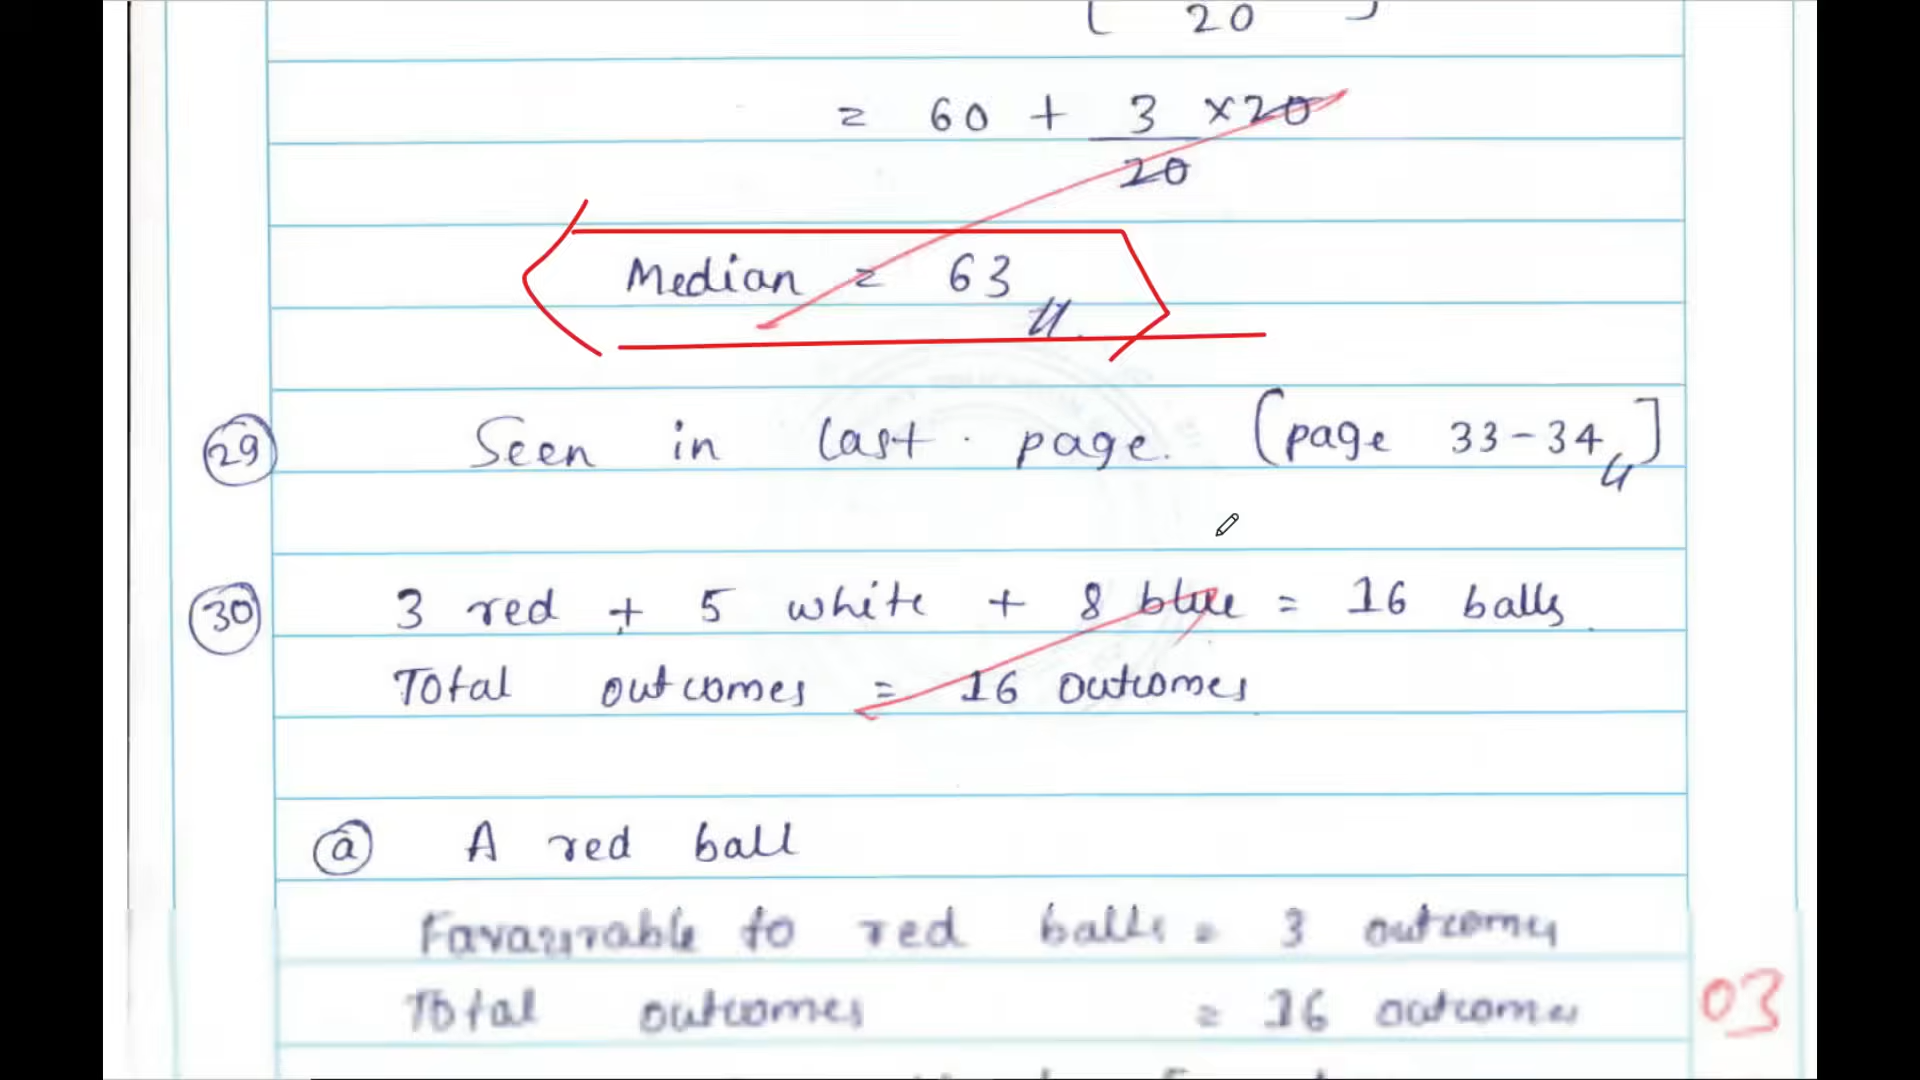 [ 20 ]
= 60 + 3 × 20
20
Median = 63
29 Seen in last page. [page 33-34]
30 3 red + 5 white + 8 blue = 16 balls.
Total outcomes = 16 outcomes
a A red ball
Favourable to red balls = 3 outcomes
Total outcomes = 16 outcomes
03